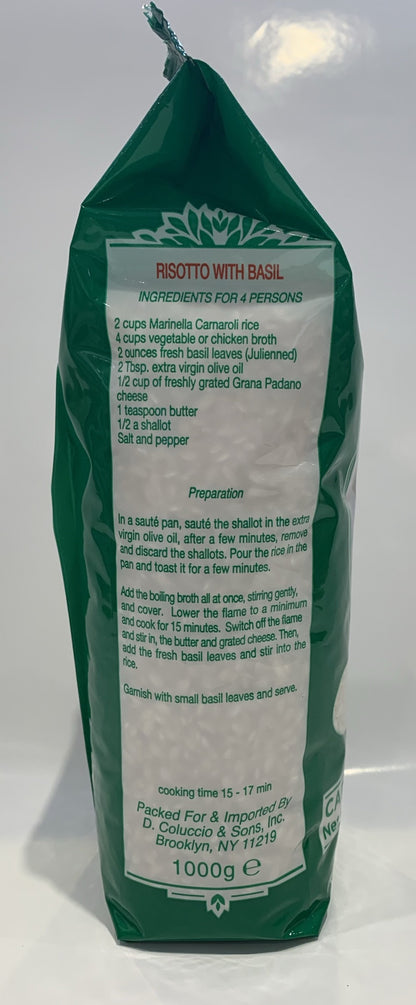 RISOTTO WITH BASIL
INGREDIENTS FOR 4 PERSONS
2 cups Marinella Carnaroli rice
4 cups vegetable or chicken broth
2 ounces fresh basil leaves (Julienned)
2 Tbsp. extra virgin olive oil
1/2 cup of freshly grated Grana Padano
cheese
1 teaspoon butter
1/2 a shallot
Salt and pepper
Preparation
In a sauté pan, sauté the shallot in the extra
virgin olive oil, after a few minutes, remove
and discard the shallots. Pour the rice in the
pan and toast it for a few minutes.
Add the boiling broth all at once, stirring gently,
and cover. Lower the flame to a minimum
and cook for 15 minutes. Switch off the flame
and stir in, the butter and grated cheese. Then,
add the fresh basil leaves and stir into the
rice.
Garnish with small basil leaves and serve.
cooking time 15 - 17 min
Packed For & Imported By
D. Coluccio & Sons, Inc.
Brooklyn, NY 11219
1000g ℮
CA
Ne